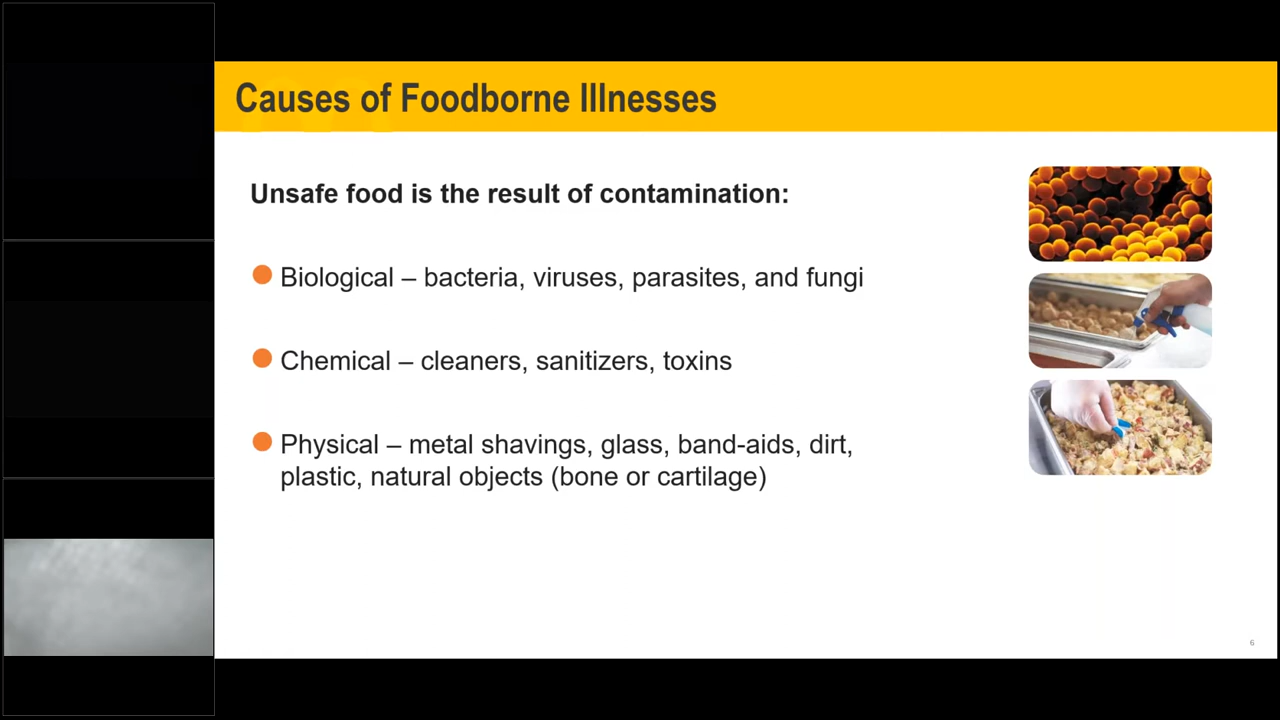 Causes of Foodborne Illnesses
Unsafe food is the result of contamination:
Biological – bacteria, viruses, parasites, and fungi
Chemical – cleaners, sanitizers, toxins
Physical – metal shavings, glass, band-aids, dirt,
plastic, natural objects (bone or cartilage)
6